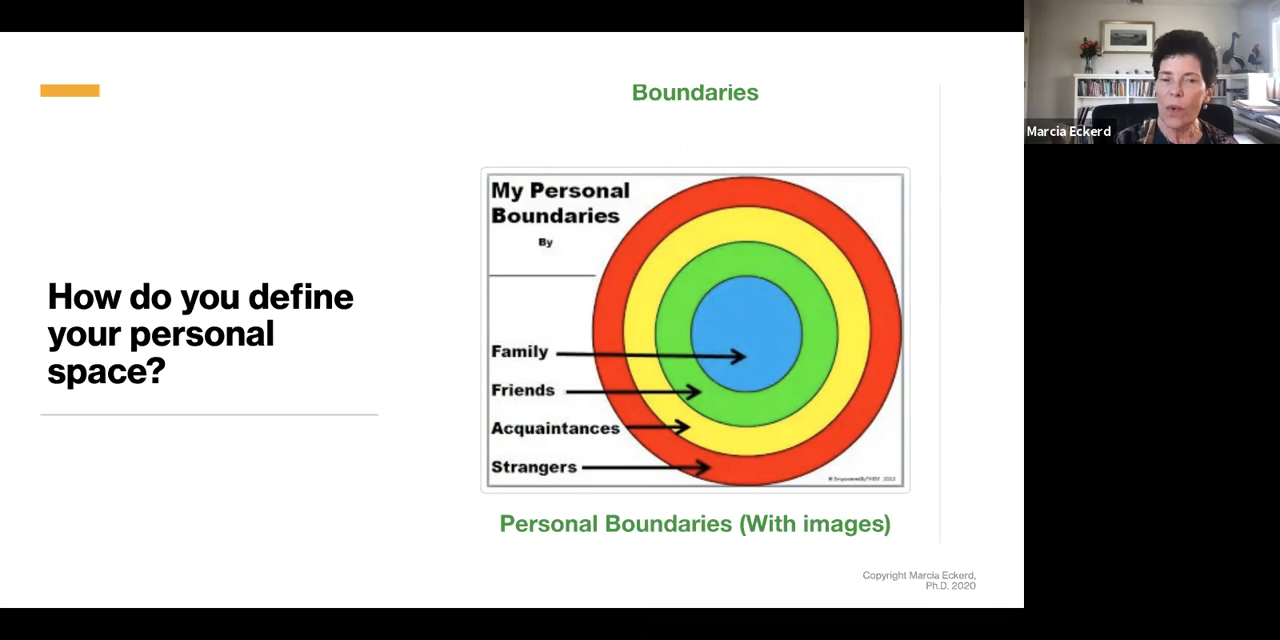 Boundaries
My Personal
Boundaries
By
How do you define
your personal
space?
Family
Friends
Acquaintances
Strangers
Personal Boundaries (With images)
Copyright Marcia Eckerd,
Ph.D. 2020
Marcia Eckerd